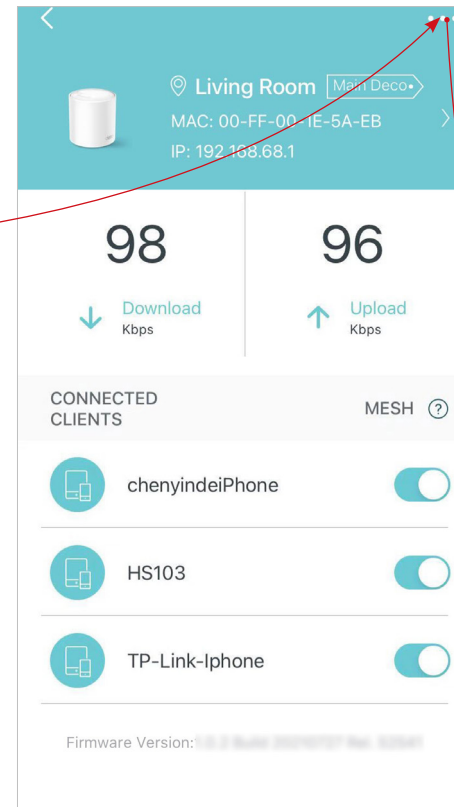 Living Room Main Deco
MAC: 00-FF-00-1E-5A-EB
IP: 192.168.68.1
98 96
Download Upload
Kbps Kbps
CONNECTED
CLIENTS
MESH ?
chenyindeiPhone
HS103
TP-Link-Iphone
Firmware Version: